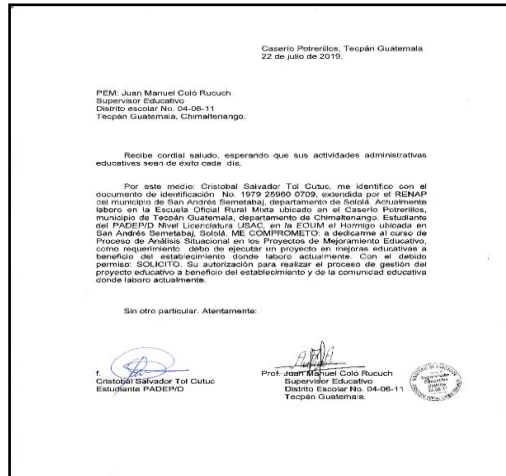 Caserío Potrerillos, Tecpán Guatemala
22 de julio de 2019.
PEM: Juan Manuel Coló Rucuch
Supervisor Educativo
Distrito escolar No. 04-06-11
Tecpán Guatemala, Chimaltenango.
Recibe cordial saludo, esperando que sus actividades administrativas
educativas sean de éxito cada día.
Por este medio: Cristobal Salvador Tol Cutuc, me identifico con el
documento de identificación No. 1979 25960 0709, extendida por el RENAP
del municipio de San Andrés Semetabaj, departamento de Sololá. Actualmente
laboro en la Escuela Oficial Rural Mixta ubicado en el Caserío Potrerillos,
municipio de Tecpán Guatemala, departamento de Chimaltenango. Estudiante
del PADEP/D Nivel Licenciatura USAC, en la EOUM el Hormigo ubicada en
San Andrés Semetabaj, Sololá. ME COMPROMETO: a dedicarme al curso de
Proceso de Análisis Situacional en los Proyectos de Mejoramiento Educativo,
como requerimiento debo de ejecutar un proyecto en mejoras educativas a
beneficio del establecimiento donde laboro actualmente. Con el debido
permiso: SOLICITO. Su autorización para realizar el proceso de gestión del
proyecto educativo a beneficio del establecimiento y de la comunidad educativa
donde laboro actualmente.
Sin otro particular. Atentamente:
f.
Cristobal Salvador Tol Cutuc
Estudiante PADEP/D
Prof. Juan Manuel Coló Rucuch
Supervisor Educativo
Distrito Escolar No. 04-06-11
Tecpán Guatemala.